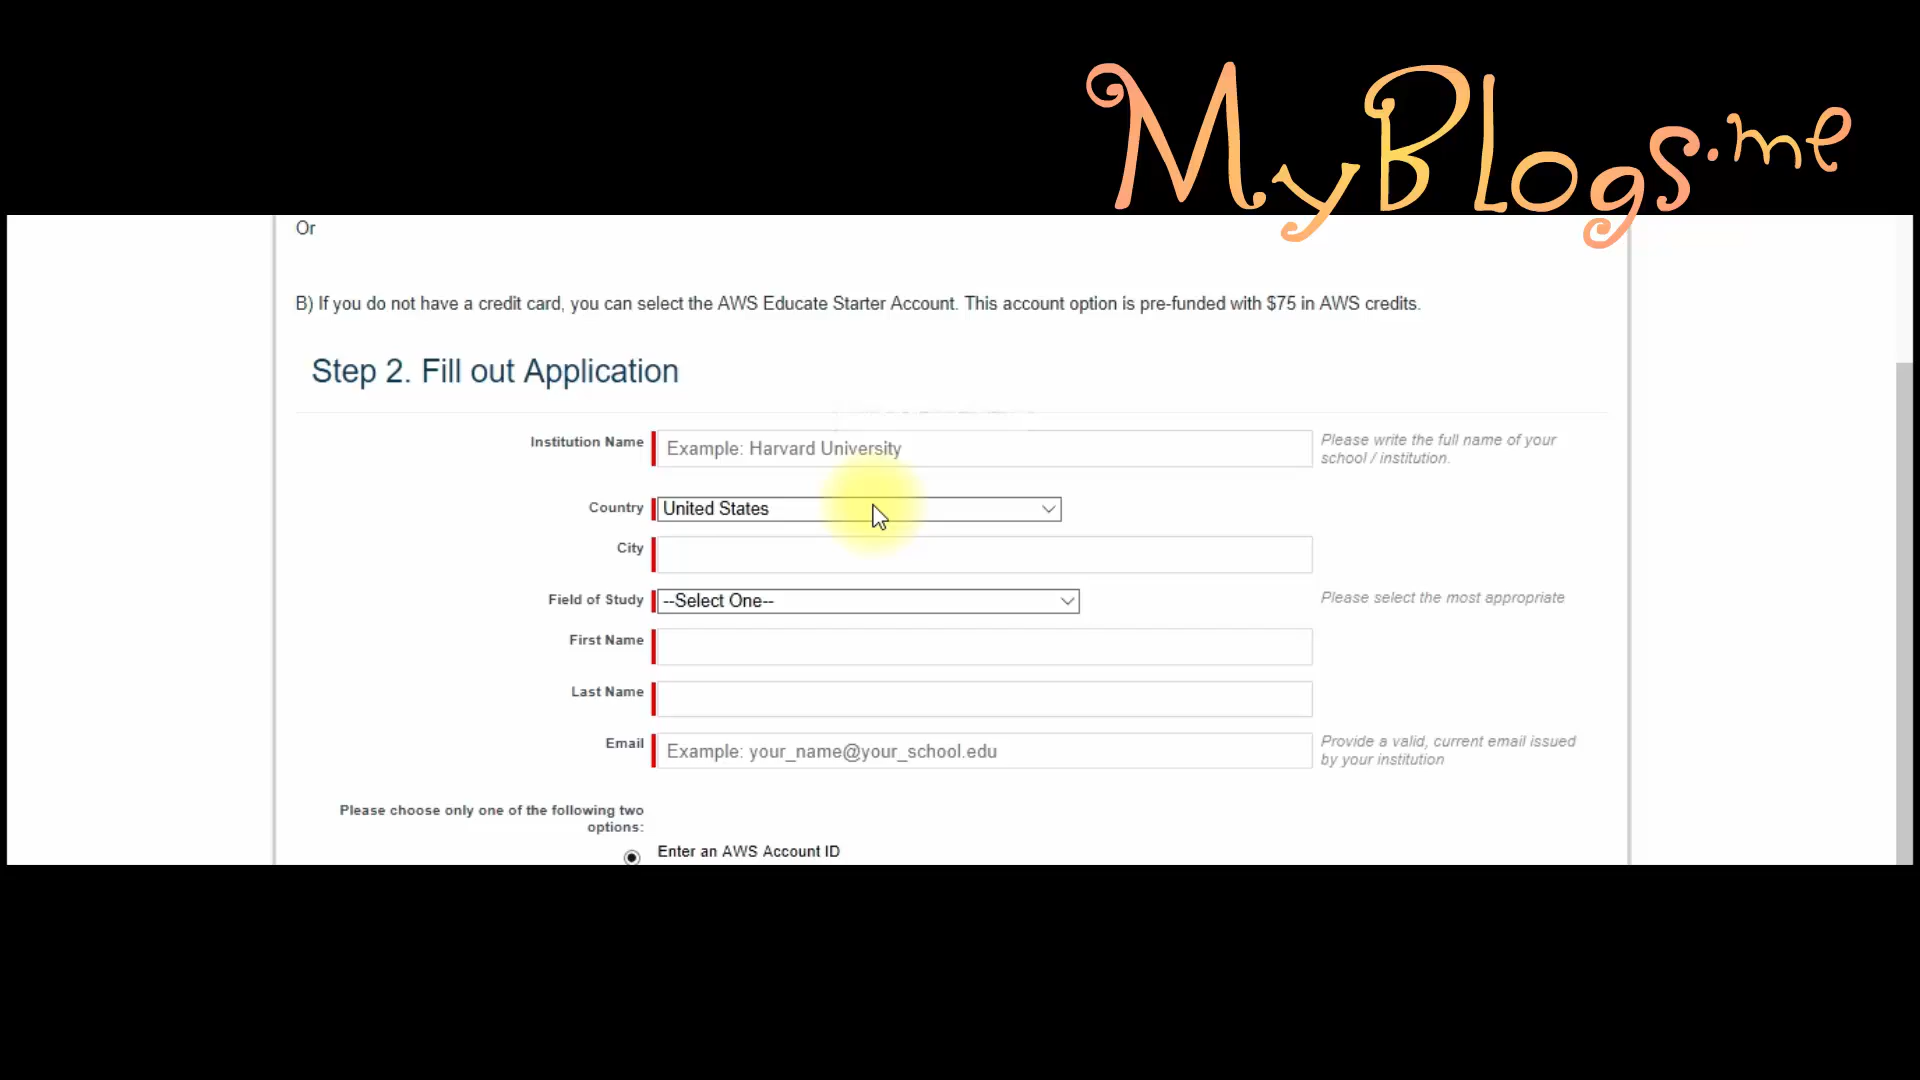 MyBlogs.me
Or
B) If you do not have a credit card, you can select the AWS Educate Starter Account. This account option is pre-funded with $75 in AWS credits.
Step 2. Fill out Application
Institution Name
Example: Harvard University
Please write the full name of your
school / institution.
Country
United States
City
Field of Study
--Select One--
Please select the most appropriate
First Name
Last Name
Email
Example: your_name@your_school.edu
Provide a valid, current email issued
by your institution
Please choose only one of the following two
options:
Enter an AWS Account ID